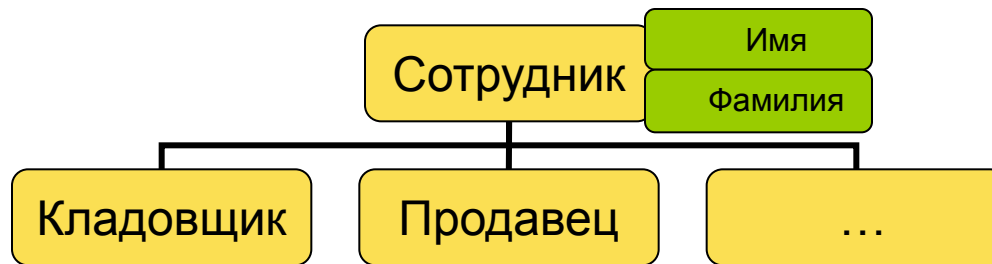 Сотрудник
Имя
Фамилия
Кладовщик
Продавец
…